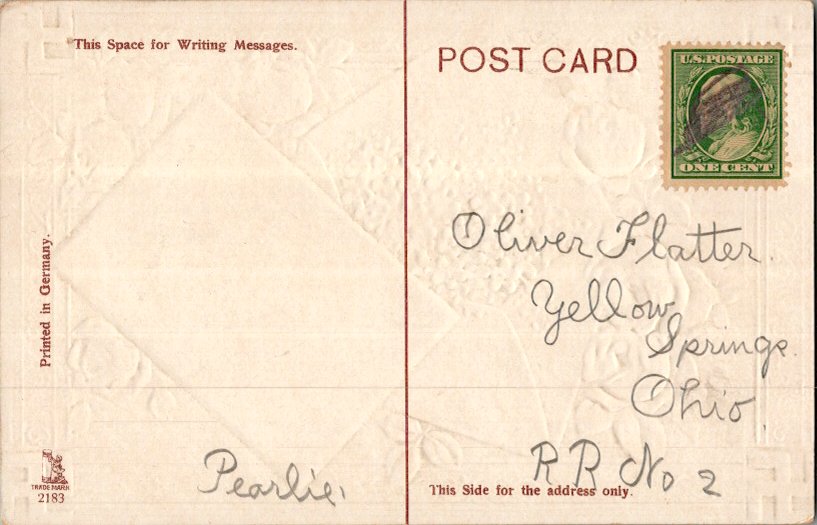 This Space for Writing Messages.
POST CARD
U.S. POSTAGE
ONE CENT
Oliver Flatter.
Yellow
Springs.
Ohio.
R R No 2
This Side for the address only.
Printed in Germany.
Pearlie.
TRADE MARK
2183